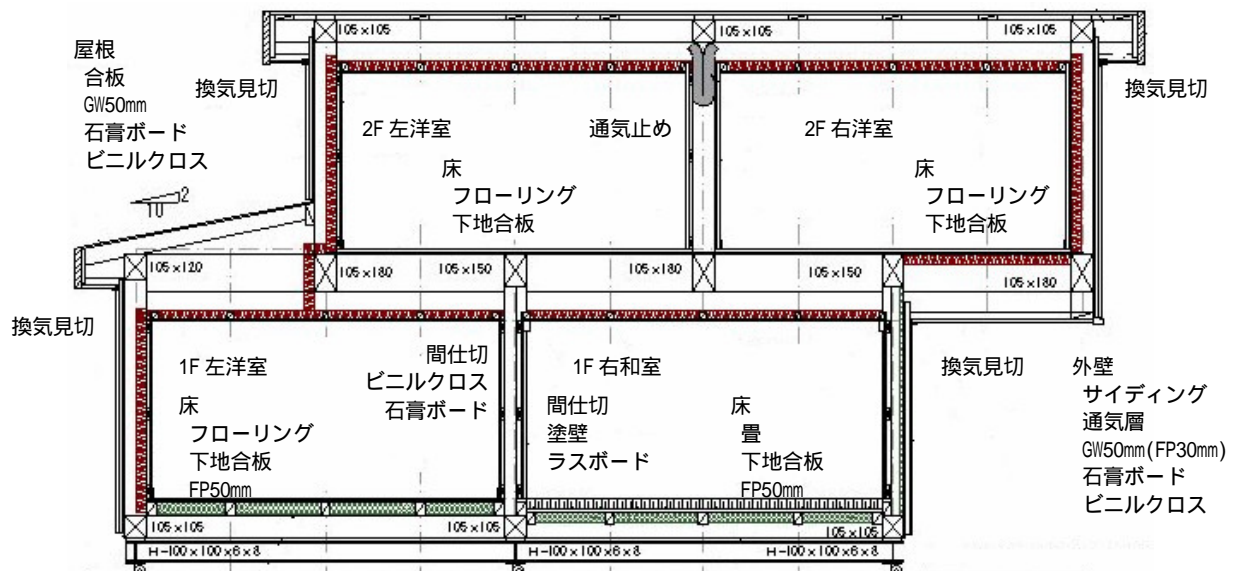 105×105
105×105
105×105
屋根
合板
GW50mm
石膏ボード
ビニルクロス
換気見切
換気見切
2F 左洋室
通気止め
2F 右洋室
床
フローリング
下地合板
床
フローリング
下地合板
2
10
105×120
105×180
105×150
105×180
105×150
105×180
換気見切
1F 左洋室
間仕切
ビニルクロス
石膏ボード
床
フローリング
下地合板
FP50mm
1F 右和室
間仕切
塗壁
ラスボード
床
畳
下地合板
FP50mm
換気見切
外壁
サイディング
通気層
GW50mm(FP30mm)
石膏ボード
ビニルクロス
105×105
105×105
105×105
H-100×100×6×8
H-100×100×6×8
H-100×100×6×8